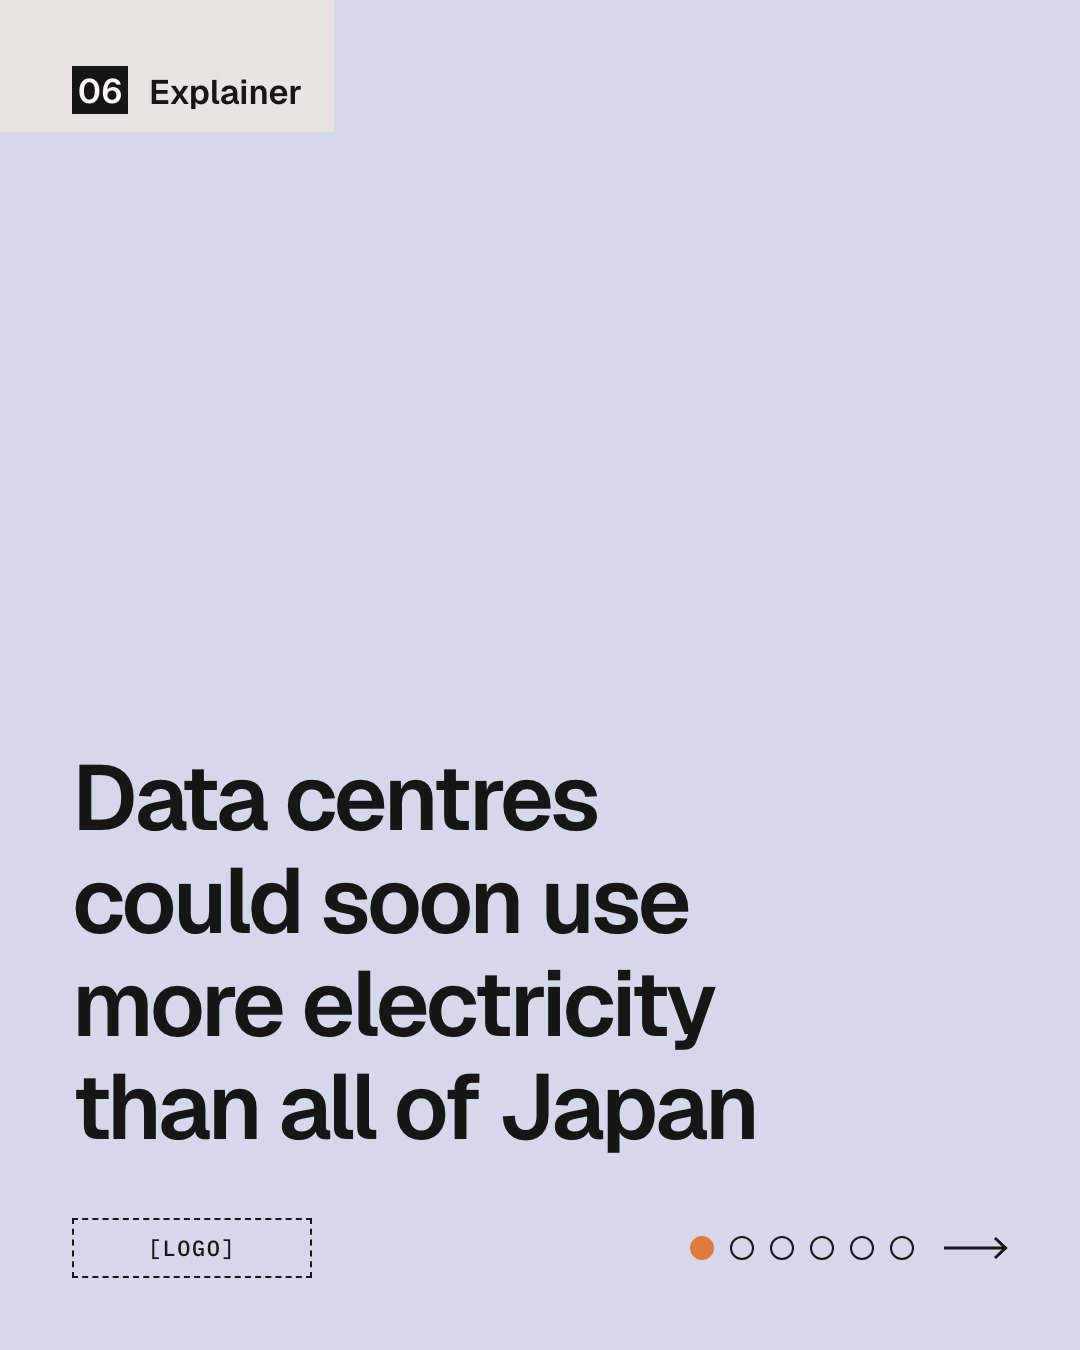 06 Explainer
Data centres
could soon use
more electricity
than all of Japan
[LOGO]